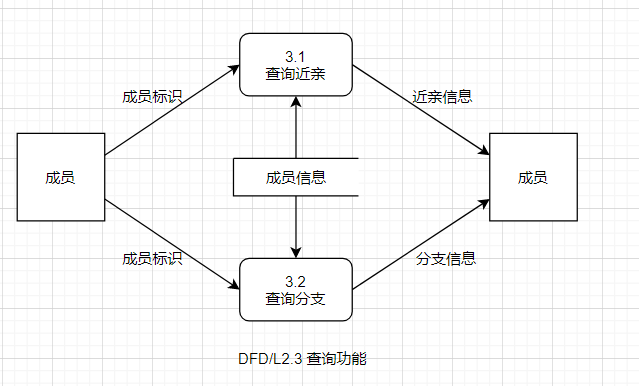 3.1
查询近亲
成员标识
近亲信息
成员
成员信息
成员
成员标识
分支信息
3.2
查询分支
DFD/L2.3 查询功能